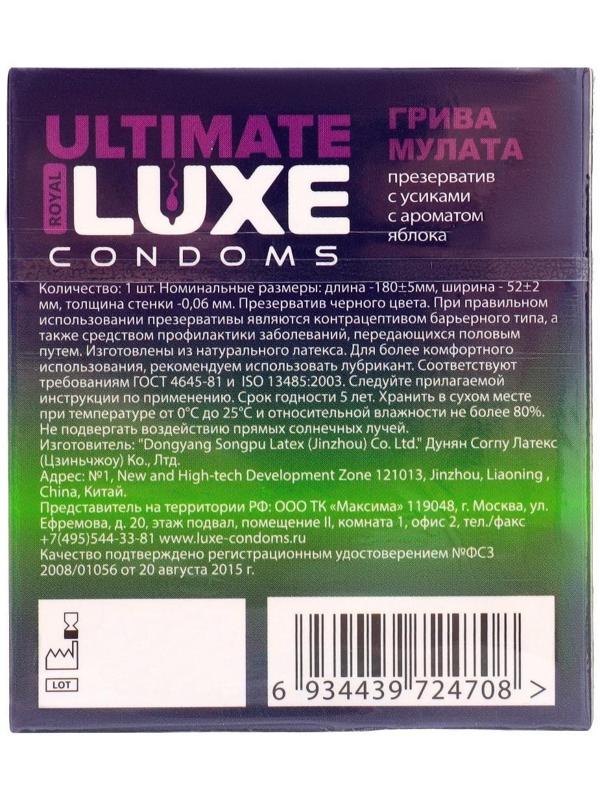 ULTIMATE
ROYAL
LUXE
CONDOMS
ГРИВА
МУЛАТА
презерватив
с усиками
с ароматом
яблока
Количество: 1 шт. Номинальные размеры: длина -180±5мм, ширина - 52±2
мм, толщина стенки -0,06 мм. Презерватив черного цвета. При правильном
использовании презервативы являются контрацептивом барьерного типа, а
также средством профилактики заболеваний, передающихся половым
путем. Изготовлены из натурального латекса. Для более комфортного
использования, рекомендуем использовать лубрикант. Соответствуют
требованиям ГОСТ 4645-81 и ISO 13485:2003. Следуйте прилагаемой
инструкции по применению. Срок годности 5 лет. Хранить в сухом месте
при температуре от 0°С до 25°С и относительной влажности не более 80%.
Не подвергать воздействию прямых солнечных лучей.
Изготовитель: "Dongyang Songpu Latex (Jinzhou) Co. Ltd." Дунян Согпу Латекс
(Цзиньчжоу) Ко., Лтд.
Адрес: №1, New and High-tech Development Zone 121013, Jinzhou, Liaoning ,
China, Китай.
Представитель на территории РФ: ООО ТК «Максима» 119048, г. Москва, ул.
Ефремова, д. 20, этаж подвал, помещение II, комната 1, офис 2, тел./факс
+7(495)544-33-81 www.luxe-condoms.ru
Качество подтверждено регистрационным удостоверением №ФСЗ
2008/01056 от 20 августа 2015 г.
LOT
6 934439 724708 >